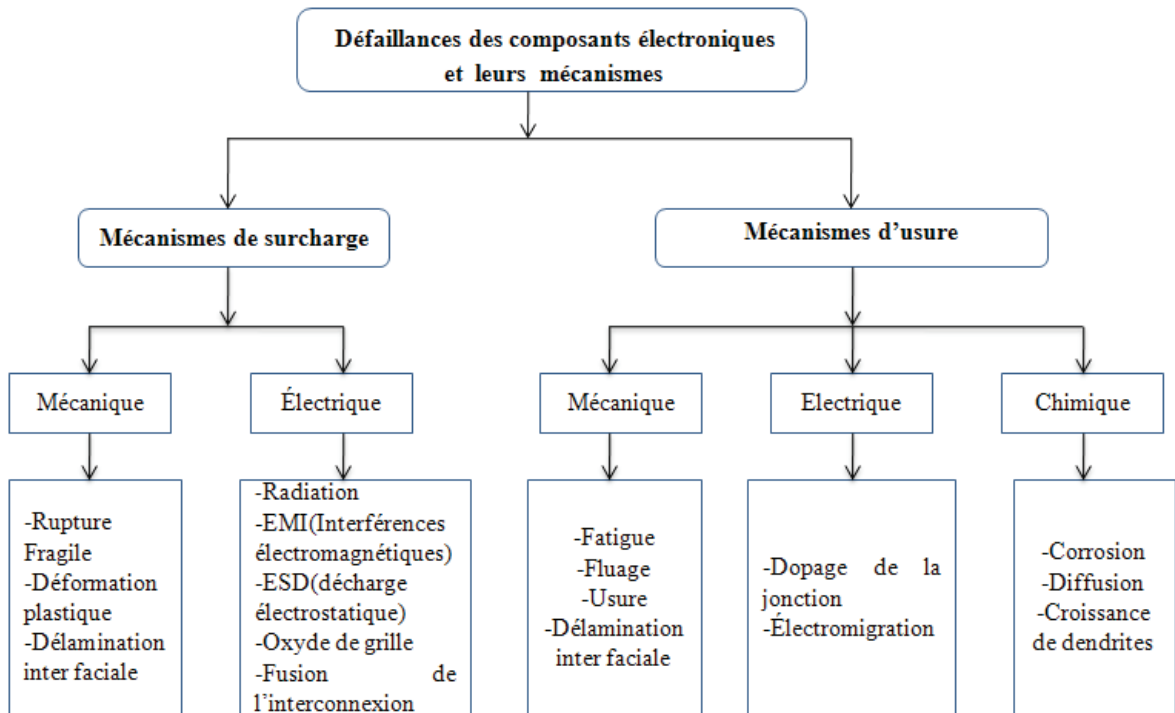 Défaillances des composants électroniques
et leurs mécanismes
Mécanismes de surcharge
Mécanismes d'usure
Mécanique
Électrique
Mécanique
Electrique
Chimique
-Rupture
Fragile
-Déformation
plastique
-Délamination
inter faciale
-Radiation
-EMI(Interférences
électromagnétiques)
-ESD(décharge
électrostatique)
-Oxyde de grille
-Fusion de
l'interconnexion
-Fatigue
-Fluage
-Usure
-Délamination
inter faciale
-Dopage de la
jonction
-Électromigration
-Corrosion
-Diffusion
-Croissance
de dendrites